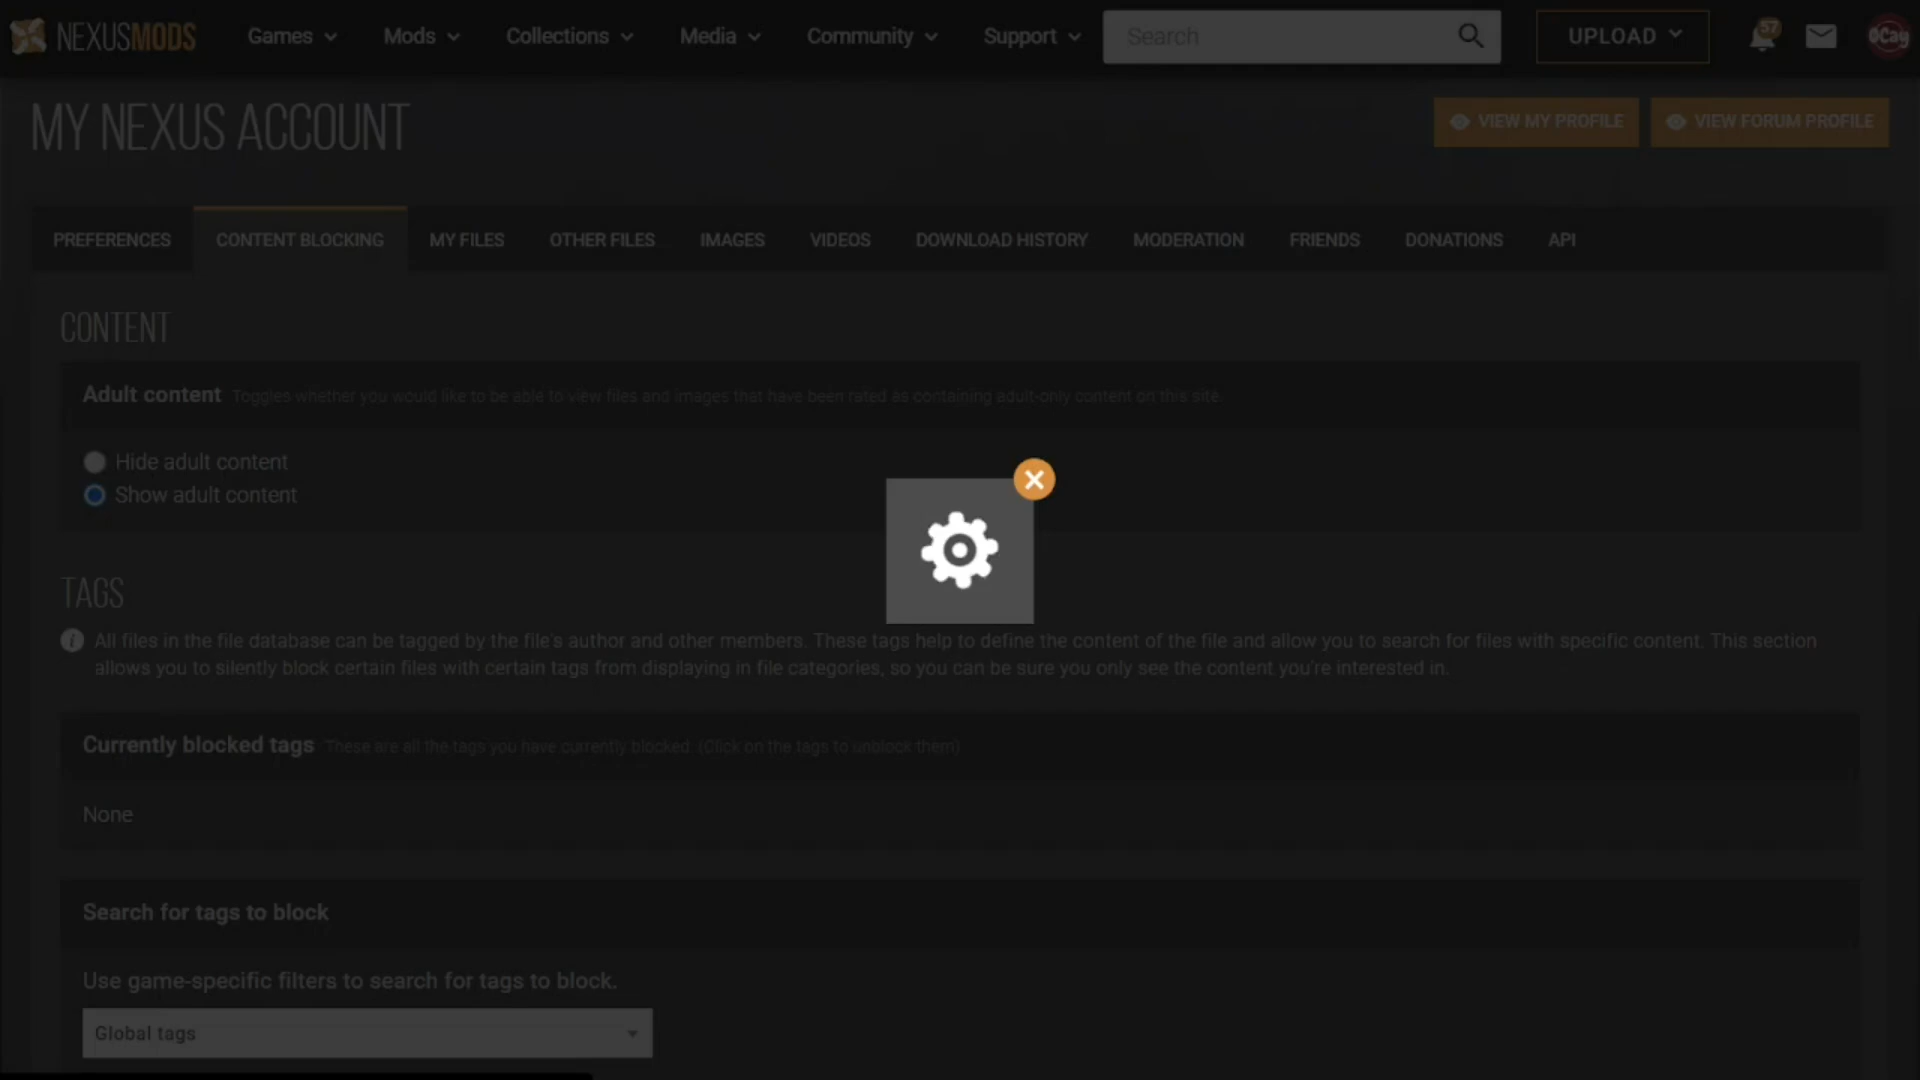 NEXUSMODS Games Mods Collections Media Community Support Search UPLOAD 57 0Cay
MY NEXUS ACCOUNT VIEW MY PROFILE VIEW FORUM PROFILE
PREFERENCES CONTENT BLOCKING MY FILES OTHER FILES IMAGES VIDEOS DOWNLOAD HISTORY MODERATION FRIENDS DONATIONS API
CONTENT
Adult content Toggles whether you would like to be able to view files and images that have been rated as containing adult-only content on this site.
Hide adult content
Show adult content
TAGS
All files in the file database can be tagged by the file's author and other members. These tags help to define the content of the file and allow you to search for files with specific content. This section
allows you to silently block certain files with certain tags from displaying in file categories, so you can be sure you only see the content you're interested in.
Currently blocked tags These are all the tags you have currently blocked. (Click on the tags to unblock them)
None
Search for tags to block
Use game-specific filters to search for tags to block.
Global tags